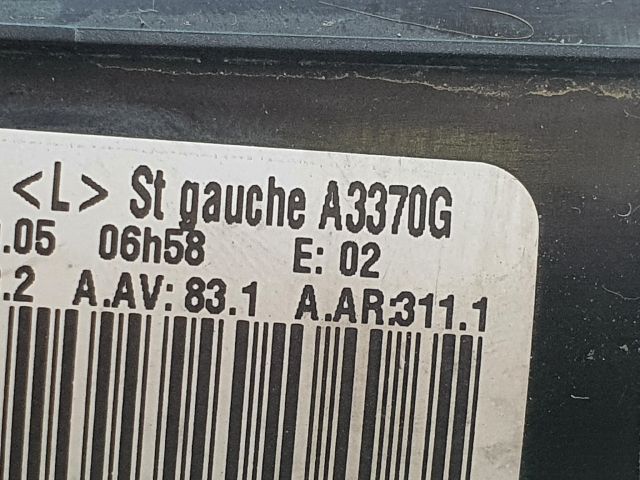 <L> St gauche A3370G
.05 06h58 E: 02
.2 A.AV: 83.1 A.AR:311.1